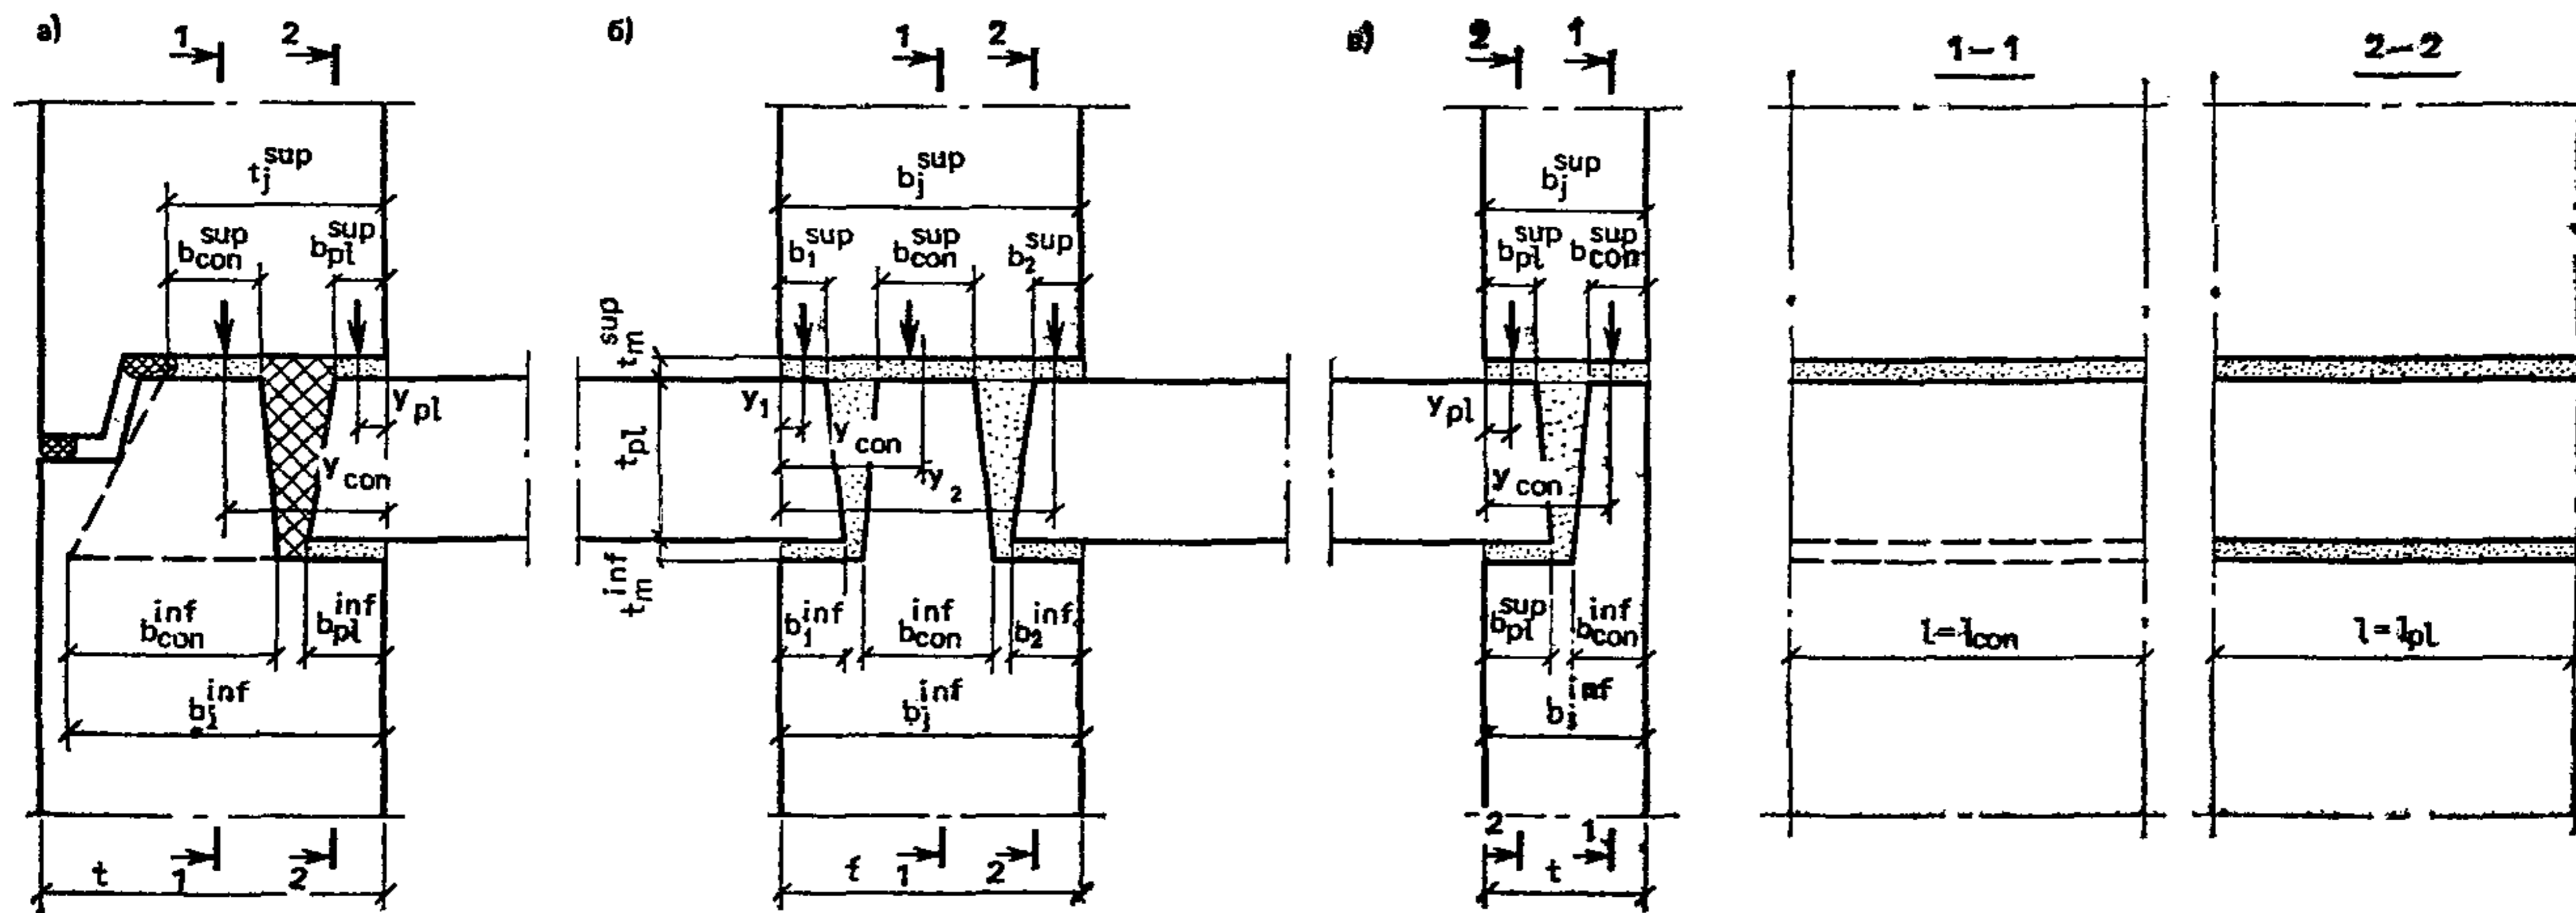 а) 1 2 б) 1 2 в) 2 1 1–1 2–2
t_j^sup b_j^sup b_j^sup
b_con^sup b_pl^sup b_1^sup b_con^sup b_2^sup b_pl^sup b_con^sup
t_m^sup
y_pl y_1 y_pl
t_pl y_con
y_con y_2 y_con
t_m^inf
b_con^inf b_pl^inf b_1^inf b_con^inf b_2^inf b_pl^sup b_con^inf l=l_con l=l_pl
b_j^inf b_j^inf b_j^inf
2 1
t 1 2 t 1 2 t